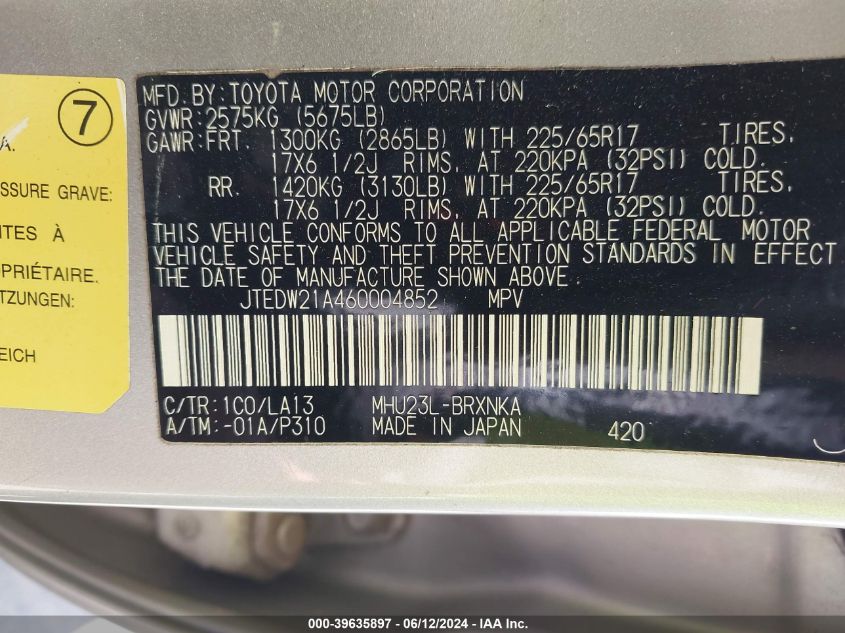 7
A.
SSURE GRAVE:
ITES À
OPRIÉTAIRE.
ETZUNGEN:
EICH
MFD. BY: TOYOTA MOTOR CORPORATION
GVWR: 2575KG (5675LB)
GAWR: FRT. 1300KG (2865LB) WITH 225/65R17 TIRES,
17X6 1/2J RIMS, AT 220KPA (32PSI) COLD.
RR. 1420KG (3130LB) WITH 225/65R17 TIRES,
17X6 1/2J RIMS, AT 220KPA (32PSI) COLD.
THIS VEHICLE CONFORMS TO ALL APPLICABLE FEDERAL MOTOR
VEHICLE SAFETY AND THEFT PREVENTION STANDARDS IN EFFECT
THE DATE OF MANUFACTURE SHOWN ABOVE.
JTEDW21A460004852 MPV
C/TR: 1C0/LA13 MHU23L-BRXNKA
A/TM: -01A/P310 MADE IN JAPAN 420
000-39635897 - 06/12/2024 - IAA Inc.